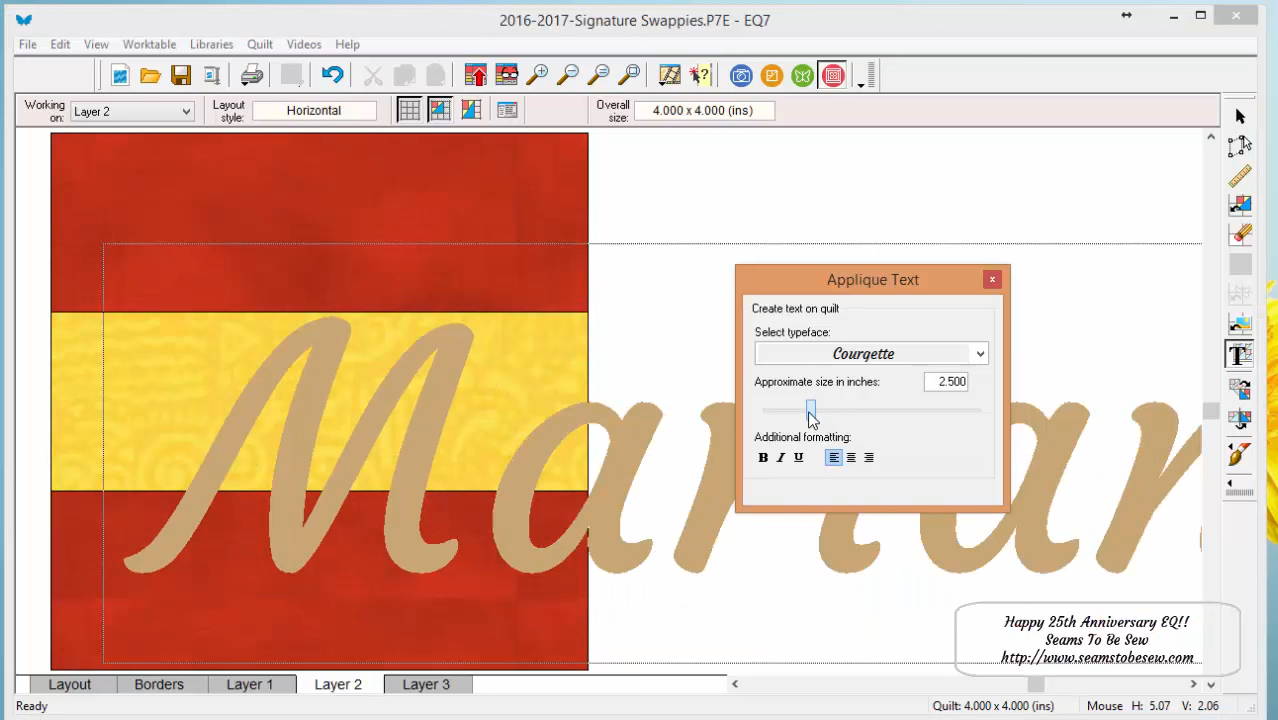 2016-2017-Signature Swappies.P7E - EQ7
File Edit View Worktable Libraries Quilt Videos Help
Working on: Layer 2 Layout style: Horizontal Overall size: 4.000 x 4.000 (ins)
Applique Text
Create text on quilt
Select typeface:
Courgette
Approximate size in inches: 2.500
Additional formatting:
B I U
Happy 25th Anniversary EQ!!
Seams To Be Sew
http://www.seamstobesew.com
Layout Borders Layer 1 Layer 2 Layer 3
Ready Quilt: 4.000 x 4.000 (ins) Mouse H: 5.07 V: 2.06